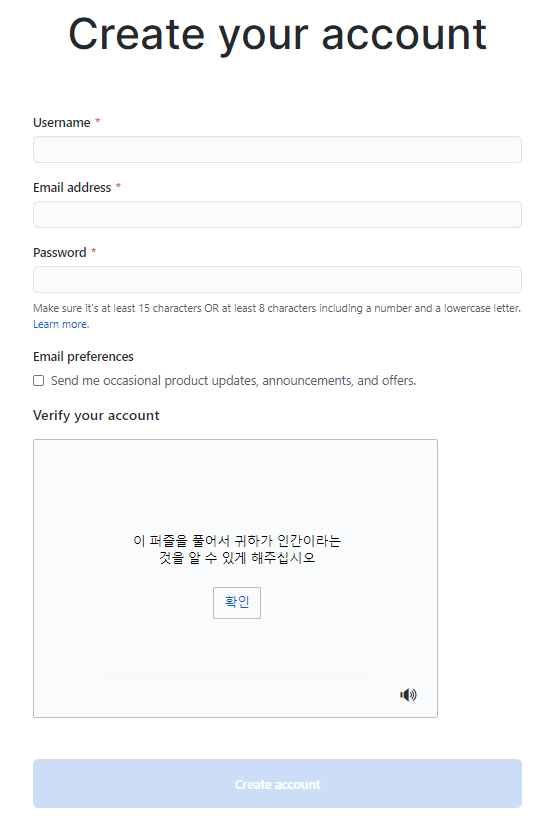 Create your account
Username *
Email address *
Password *
Make sure it's at least 15 characters OR at least 8 characters including a number and a lowercase letter.
Learn more.
Email preferences
Send me occasional product updates, announcements, and offers.
Verify your account
이 퍼즐을 풀어서 귀하가 인간이라는
것을 알 수 있게 해주십시오
확인
Create account